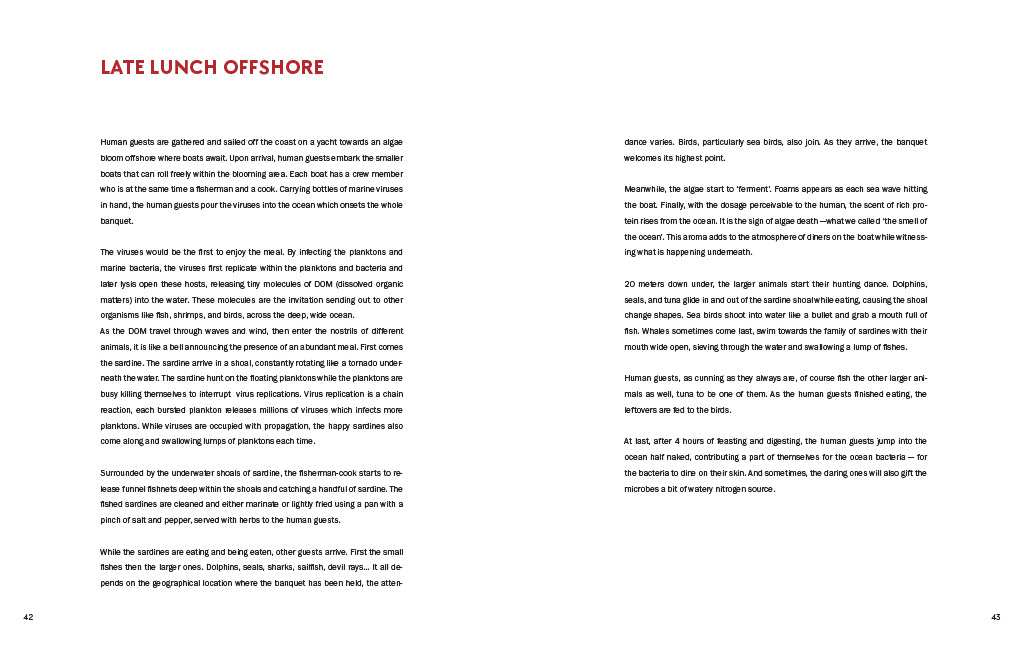 LATE LUNCH OFFSHORE
Human guests are gathered and sailed off the coast on a yacht towards an algae
bloom offshore where boats await. Upon arrival, human guests embark the smaller
boats that can roll freely within the blooming area. Each boat has a crew member
who is at the same time a fisherman and a cook. Carrying bottles of marine viruses
in hand, the human guests pour the viruses into the ocean which onsets the whole
banquet.
The viruses would be the first to enjoy the meal. By infecting the planktons and
marine bacteria, the viruses first replicate within the planktons and bacteria and
later lysis open these hosts, releasing tiny molecules of DOM (dissolved organic
matters) into the water. These molecules are the invitation sending out to other
organisms like fish, shrimps, and birds, across the deep, wide ocean.
As the DOM travel through waves and wind, then enter the nostrils of different
animals, it is like a bell announcing the presence of an abundant meal. First comes
the sardine. The sardine arrive in a shoal, constantly rotating like a tornado under-
neath the water. The sardine hunt on the floating planktons while the planktons are
busy killing themselves to interrupt  virus replications. Virus replication is a chain
reaction, each bursted plankton releases millions of viruses which infects more
planktons. While viruses are occupied with propagation, the happy sardines also
come along and swallowing lumps of planktons each time.
Surrounded by the underwater shoals of sardine, the fisherman-cook starts to re-
lease funnel fishnets deep within the shoals and catching a handful of sardine. The
fished sardines are cleaned and either marinate or lightly fried using a pan with a
pinch of salt and pepper, served with herbs to the human guests.
While the sardines are eating and being eaten, other guests arrive. First the small
fishes then the larger ones. Dolphins, seals, sharks, sailfish, devil rays... It all de-
pends on the geographical location where the banquet has been held, the atten-
42
dance varies. Birds, particularly sea birds, also join. As they arrive, the banquet
welcomes its highest point.
Meanwhile, the algae start to 'ferment'. Foams appears as each sea wave hitting
the boat. Finally, with the dosage perceivable to the human, the scent of rich pro-
tein rises from the ocean. It is the sign of algae death —what we called 'the smell of
the ocean'. This aroma adds to the atmosphere of diners on the boat while witness-
ing what is happening underneath.
20 meters down under, the larger animals start their hunting dance. Dolphins,
seals, and tuna glide in and out of the sardine shoal while eating, causing the shoal
change shapes. Sea birds shoot into water like a bullet and grab a mouth full of
fish. Whales sometimes come last, swim towards the family of sardines with their
mouth wide open, sieving through the water and swallowing a lump of fishes.
Human guests, as cunning as they always are, of course fish the other larger ani-
mals as well, tuna to be one of them. As the human guests finished eating, the
leftovers are fed to the birds.
At last, after 4 hours of feasting and digesting, the human guests jump into the
ocean half naked, contributing a part of themselves for the ocean bacteria — for
the bacteria to dine on their skin. And sometimes, the daring ones will also gift the
microbes a bit of watery nitrogen source.
43